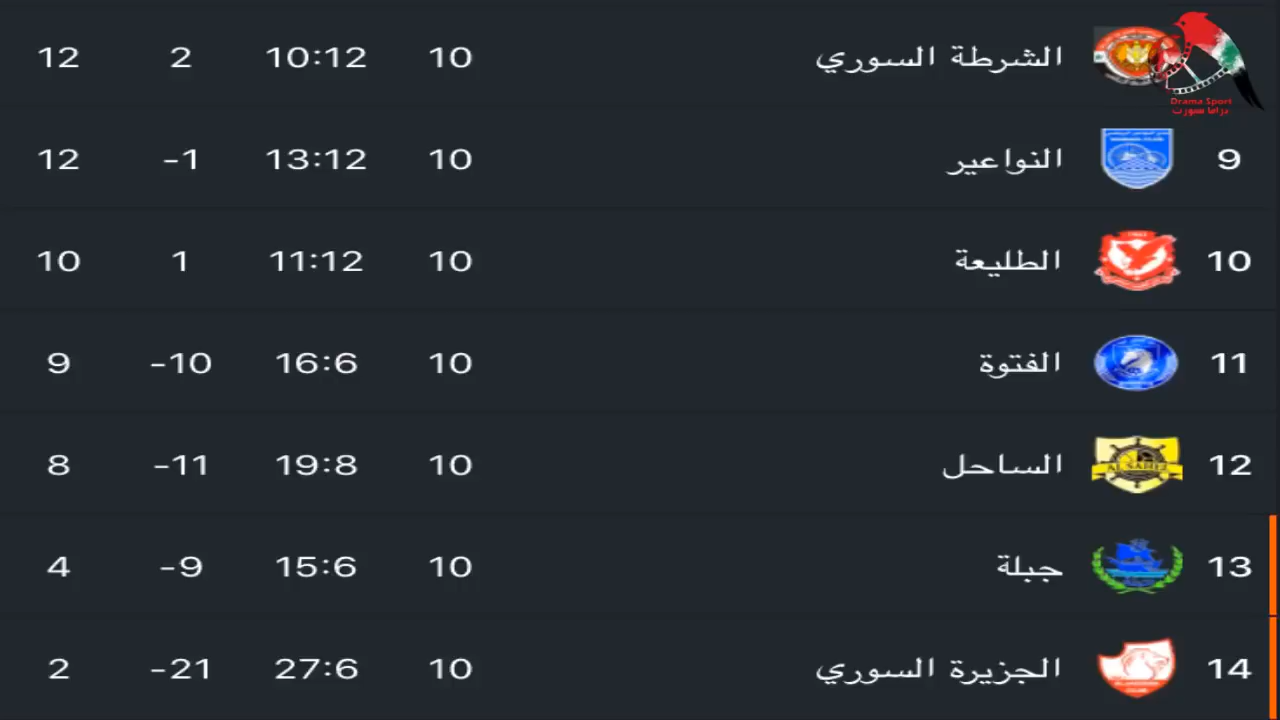 الشرطة السوري 10 10:12 2 12
Drama Sport
دراما سبورت
9 النواعير 10 13:12 -1 12
10 الطليعة 10 11:12 1 10
11 الفتوة 10 16:6 -10 9
12 الساحل 10 19:8 -11 8
13 جبلة 10 15:6 -9 4
14 الجزيرة السوري 10 27:6 -21 2